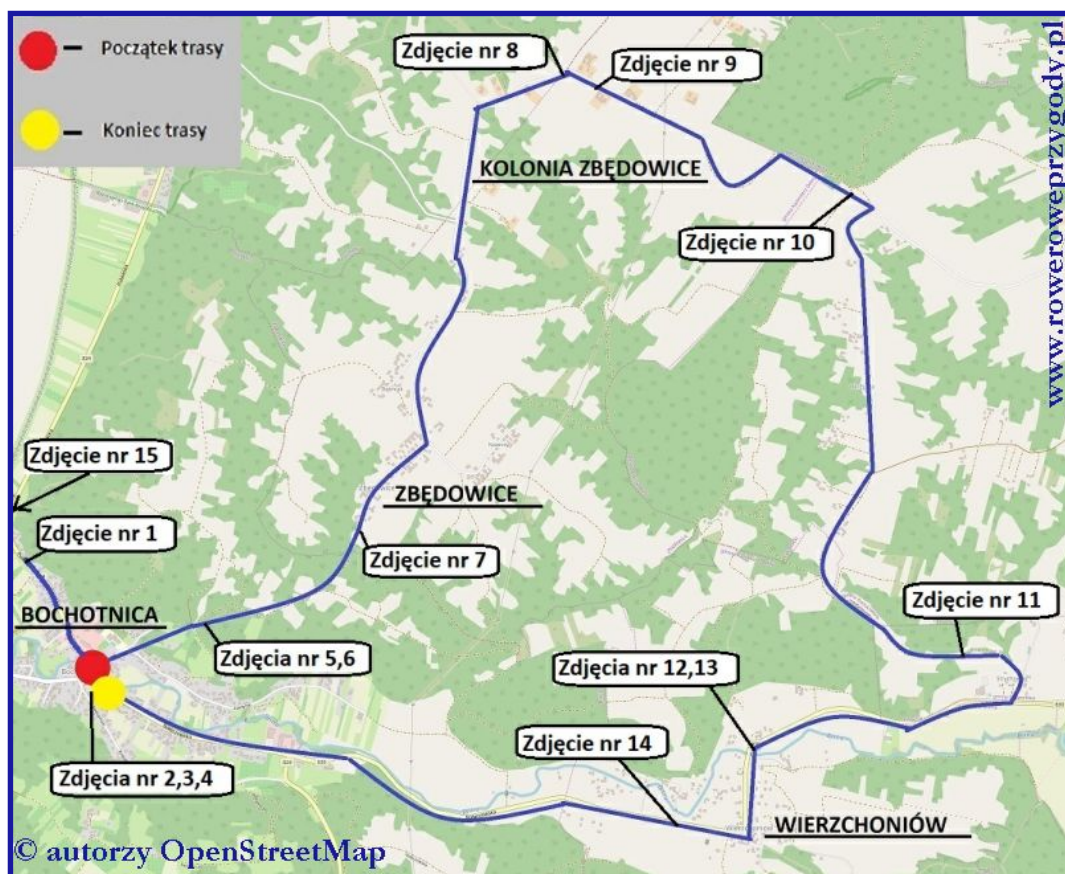 Początek trasy
Koniec trasy
Zdjęcie nr 8
Zdjęcie nr 9
KOLONIA ZBĘDOWICE
Zdjęcie nr 10
www.roweroweprzygody.pl
Zdjęcie nr 15
ZBĘDOWICE
Zdjęcie nr 1
Zdjęcie nr 7
BOCHOTNICA
Zdjęcie nr 11
Zdjęcia nr 5,6
Zdjęcia nr 12,13
Zdjęcie nr 14
Zdjęcia nr 2,3,4
WIERZCHONIÓW
© autorzy OpenStreetMap